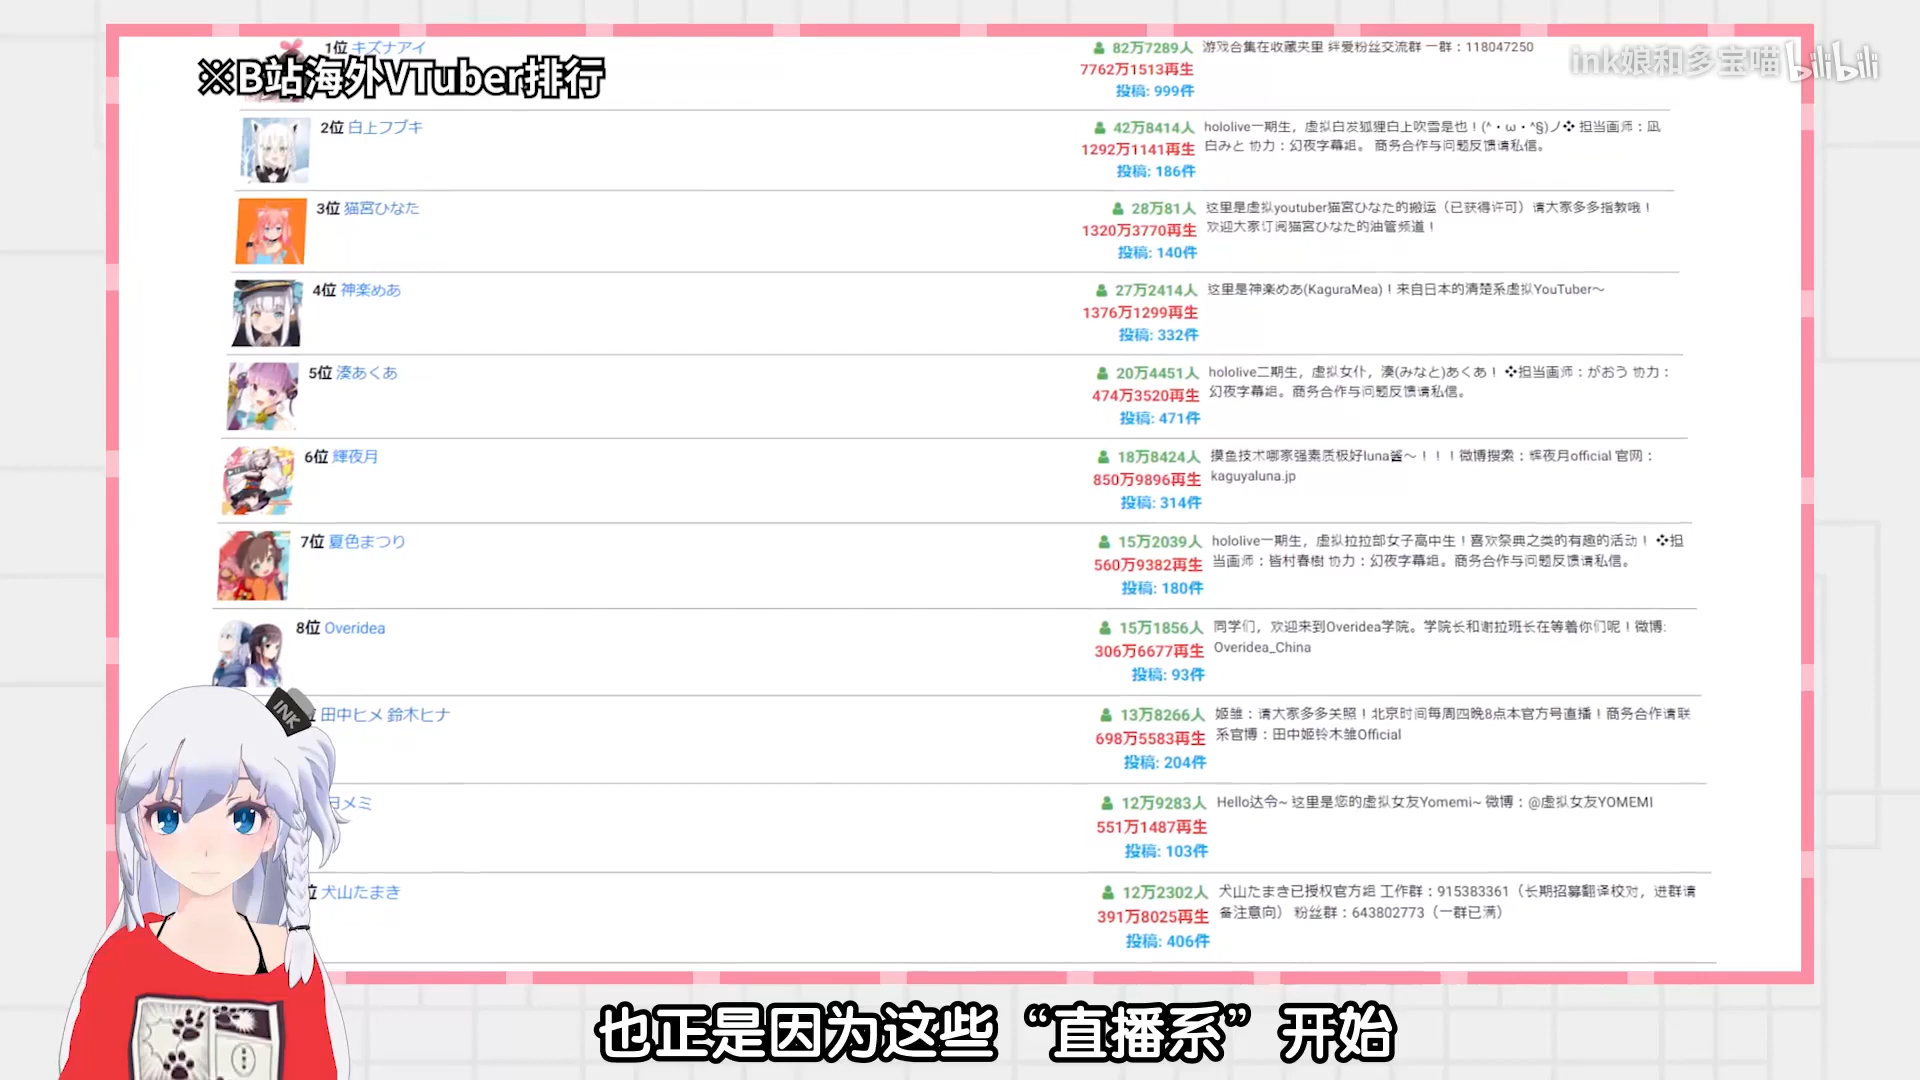 1位 キズナアイ
※B站海外VTuber排行
82万7289人
7762万1513再生
投稿: 999件
游戏合集在收藏夹里 绊爱粉丝交流群 一群：118047250
ink娘和多宝喵 bilibili
2位 白上フブキ
42万8414人
1292万1141再生
投稿: 186件
hololive一期生，虚拟白发狐狸白上吹雪是也！(^・ω・^§)ノ❖ 担当画师：凪
白みと 协力：幻夜字幕组。 商务合作与问题反馈请私信。
3位 猫宮ひなた
28万81人
1320万3770再生
投稿: 140件
这里是虚拟youtuber猫宮ひなた的搬运（已获得许可）请大家多多指教哦！
欢迎大家订阅猫宮ひなた的油管频道！
4位 神楽めあ
27万2414人
1376万1299再生
投稿: 332件
这里是神楽めあ(KaguraMea)！来自日本的清楚系虚拟YouTuber～
5位 湊あくあ
20万4451人
474万3520再生
投稿: 471件
hololive二期生，虚拟女仆，湊(みなと)あくあ！ ❖担当画师：がおう 协力：
幻夜字幕组。商务合作与问题反馈请私信。
6位 輝夜月
18万8424人
850万9896再生
投稿: 314件
摸鱼技术哪家强素质极好luna酱～！！！微博搜索：辉夜月official 官网：
kaguyaluna.jp
7位 夏色まつり
15万2039人
560万9382再生
投稿: 180件
hololive一期生，虚拟拉拉部女子高中生！喜欢祭典之类的有趣的活动！ ❖担
当画师：皆村春樹 协力：幻夜字幕组。商务合作与问题反馈请私信。
8位 Overidea
15万1856人
306万6677再生
投稿: 93件
同学们，欢迎来到Overidea学院。学院长和谢拉班长在等着你们呢！微博:
Overidea_China
位 田中ヒメ 鈴木ヒナ
13万8266人
698万5583再生
投稿: 204件
姬雏：请大家多多关照！北京时间每周四晚8点本官方号直播！商务合作请联
系官博：田中姬铃木雏Official
ヨメミ
12万9283人
551万1487再生
投稿: 103件
Hello达令~ 这里是您的虚拟女友Yomemi~ 微博：@虚拟女友YOMEMI
位 犬山たまき
12万2302人
391万8025再生
投稿: 406件
犬山たまき已授权官方组 工作群：915383361（长期招募翻译校对，进群请
备注意向） 粉丝群：643802773（一群已满）
INK
也正是因为这些“直播系”开始